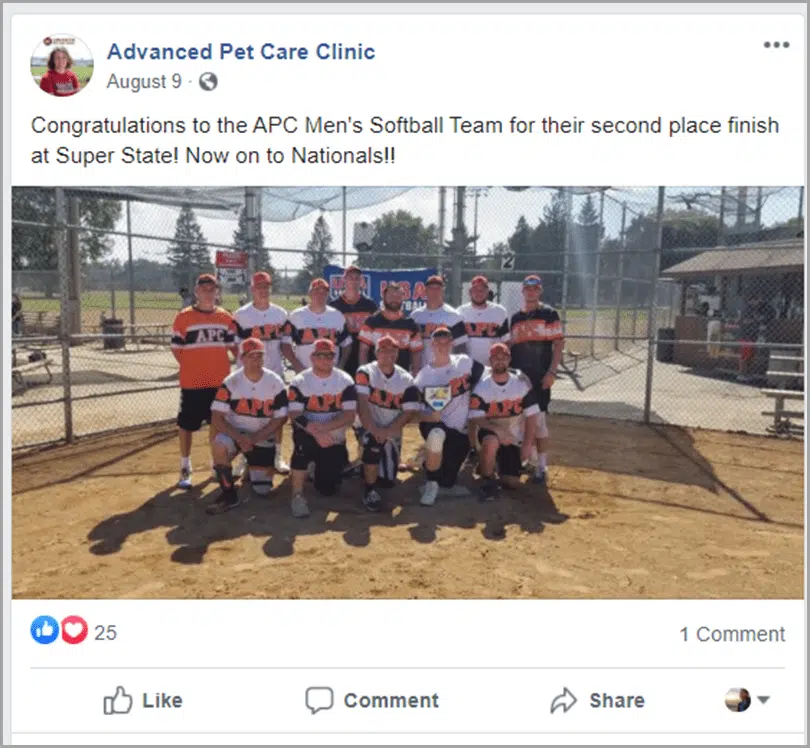 Advanced Pet Care Clinic
August 9 ·
Congratulations to the APC Men's Softball Team for their second place finish
at Super State! Now on to Nationals!!
2
USA
APC
APC
APC
APC
APC
APC
APC
APC
25
1 Comment
Like
Comment
Share